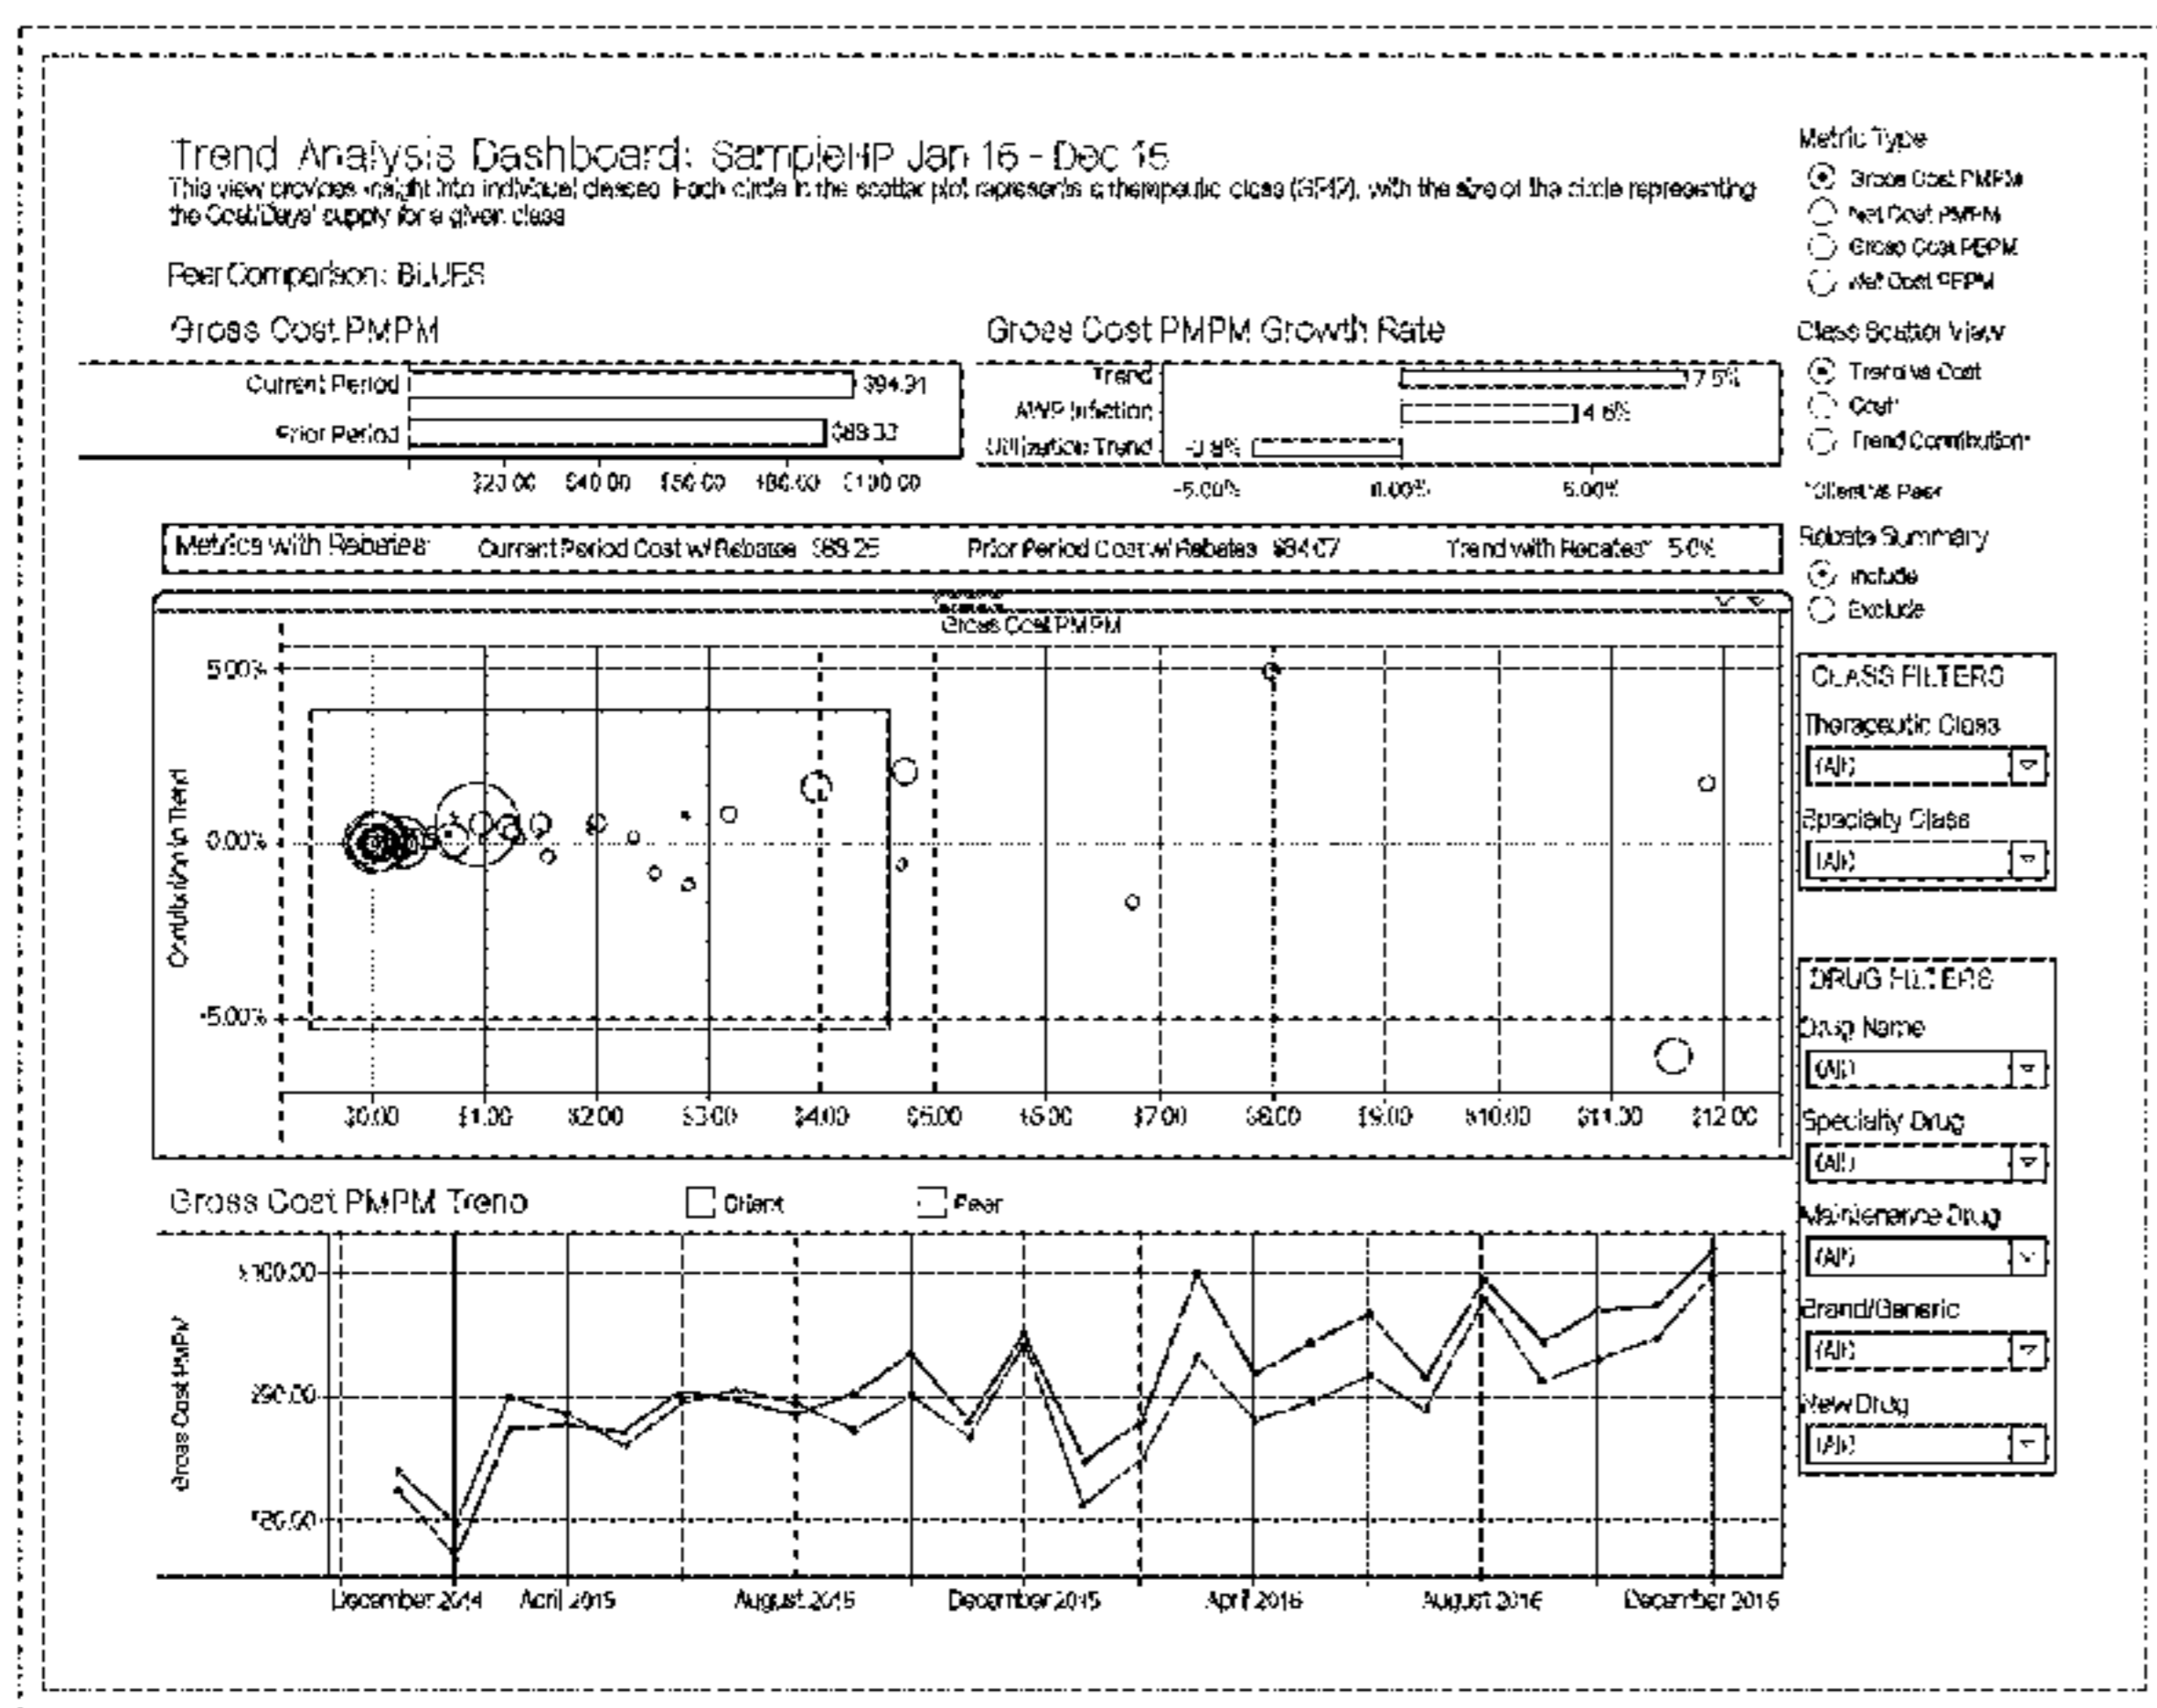 Trend Analysis Dashboard: SampleHP Jan 16 - Dec 16
This view provides insight into individual classes. Each circle in the scatter plot represents a therapeutic class (GPI2), with the size of the circle representing
the Cost/Days' supply for a given class
Peer Comparison: BLUES
Gross Cost PMPM
Current Period $94.91
Prior Period
$20.00 $40.00 $60.00 $80.00 $100.00
Gross Cost PMPM Growth Rate
Trend 7.5%
AWP Inflation 4.6%
Utilization Trend
-5.00% 0.00% 5.00%
Metrics with Rebates: Current Period Cost w/ Rebates Prior Period Cost w/ Rebates Trend with Rebates* 5.0%
Gross Cost PMPM
Contribution to Trend
5.00%
0.00%
-5.00%
$0.00 $1.00 $2.00 $3.00 $4.00 $5.00 $6.00 $7.00 $8.00 $9.00 $10.00 $11.00 $12.00
Gross Cost PMPM Trend
Client
Peer
Gross Cost PMPM
$100.00
$90.00
$80.00
December 2014 April 2015 August 2015 December 2015 April 2016 August 2016 December 2016
Metric Type
Gross Cost PMPM
Net Cost PMPM
Gross Cost PEPM
Net Cost PEPM
Class Scatter View
Trend vs Cost
Cost*
Trend Contribution*
*Client vs Peer
Rebate Summary
Include
Exclude
CLASS FILTERS
Therapeutic Class
(All)
Specialty Class
(All)
DRUG FILTERS
Drug Name
(All)
Specialty Drug
(All)
Maintenance Drug
(All)
Brand/Generic
(All)
New Drug
(All)